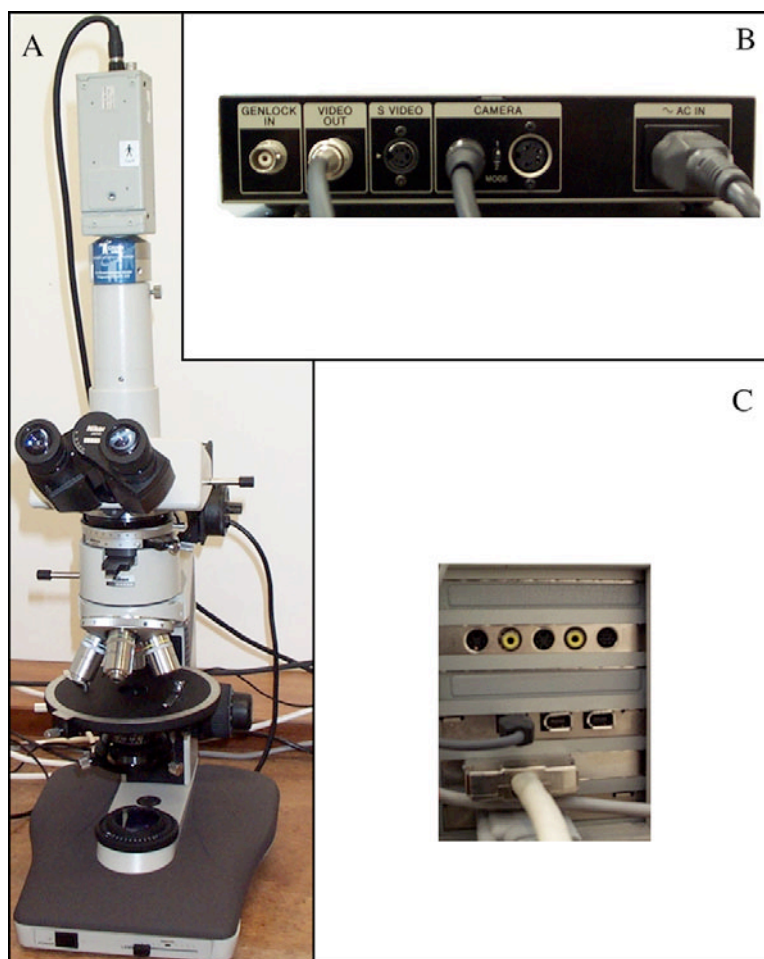 A
B
GENLOCK IN
VIDEO OUT
S VIDEO
CAMERA
MODE
~ AC IN
C
Nikon